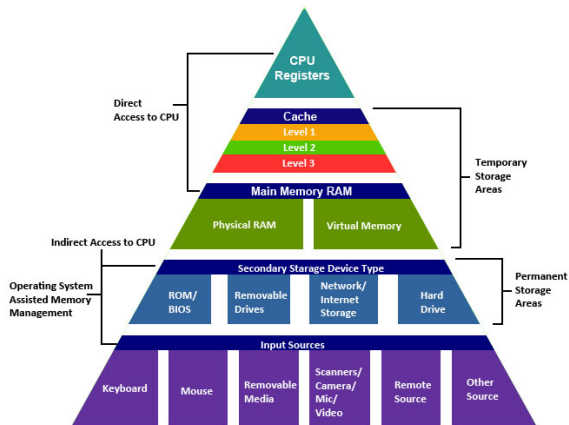 CPU
Registers
Direct
Access to CPU
Cache
Level 1
Level 2
Level 3
Temporary
Storage
Areas
Main Memory RAM
Physical RAM
Virtual Memory
Indirect Access to CPU
Secondary Starage Device Type
Operating System
Assisted Memory
Management
ROM/
BIOS
Removable
Drives
Network/
Internet
Storage
Hard
Drive
Permanent
Storage
Areas
Input Sources
Keyboard
Mouse
Removable
Media
Scanners/
Camera/
Mic/
Video
Remote
Source
Other
Source